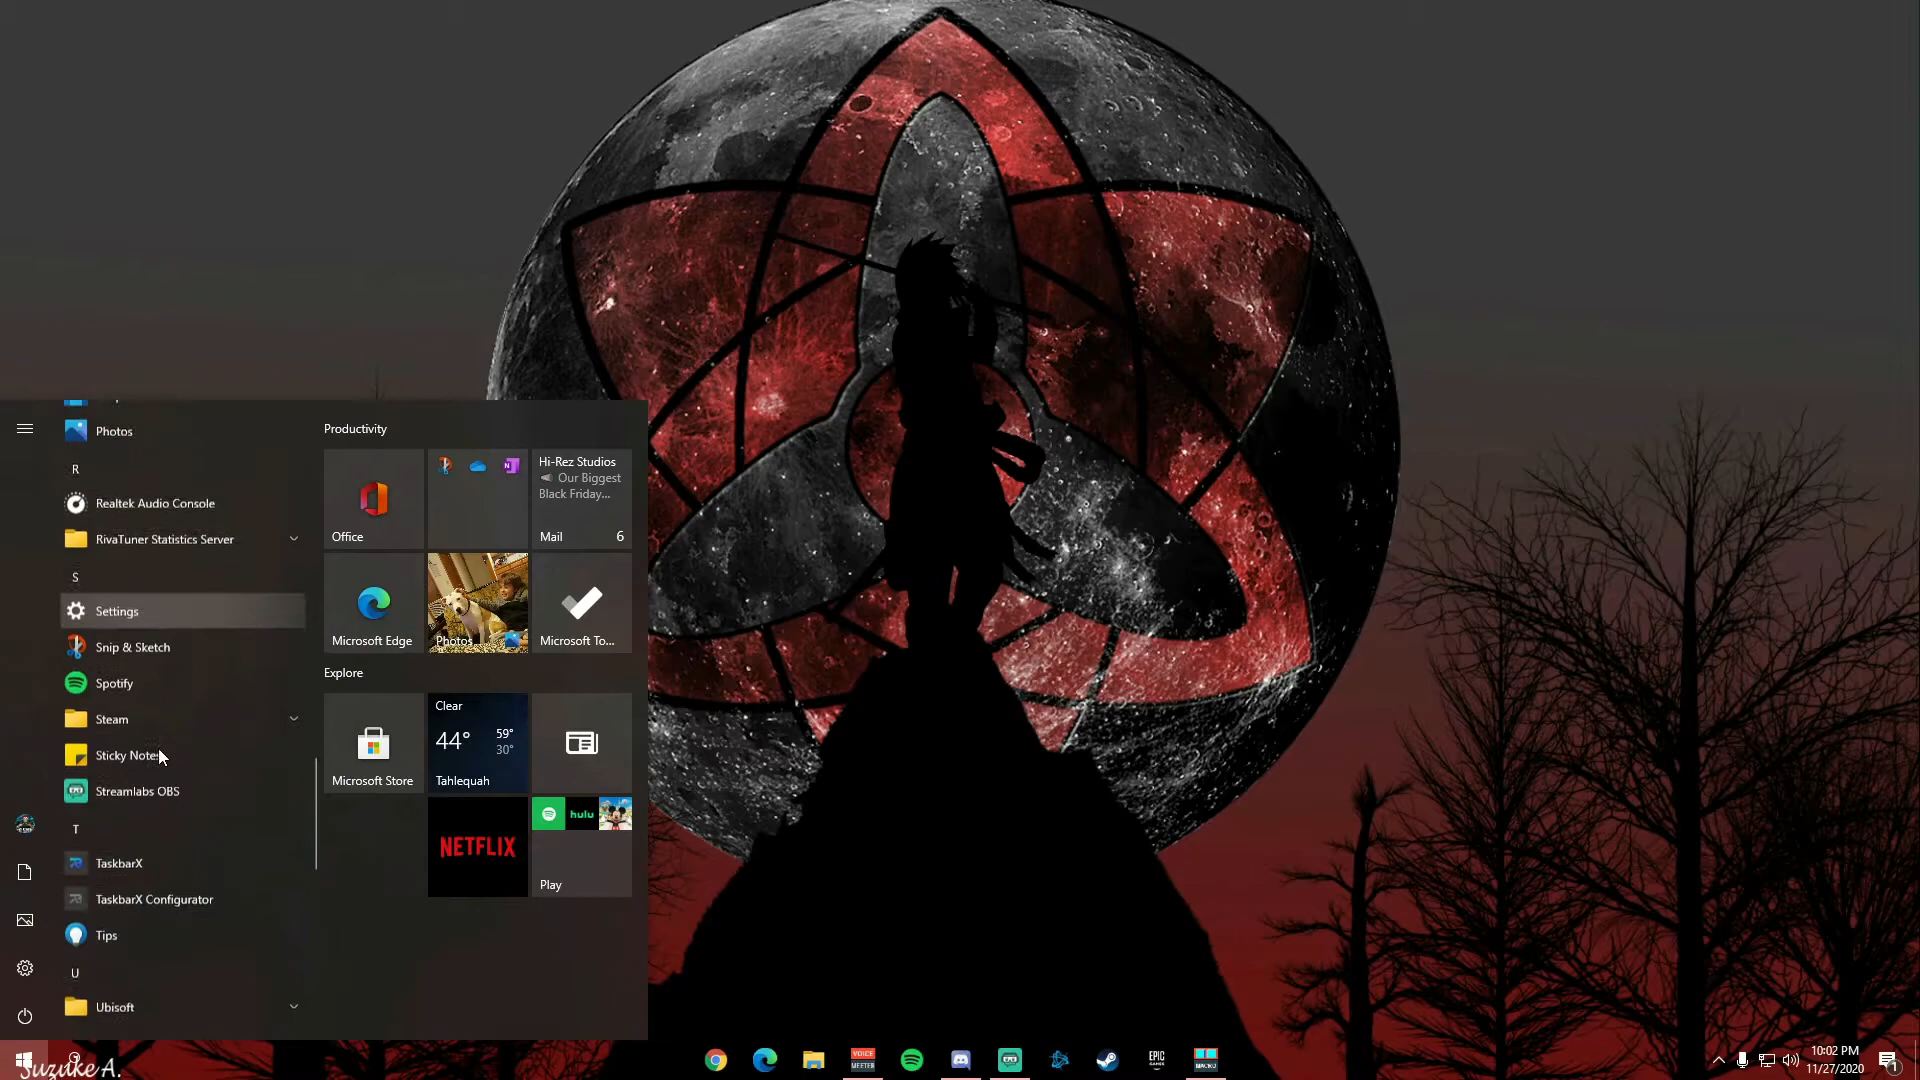 Photos
R
Realtek Audio Console
RivaTuner Statistics Server
S
Settings
Snip & Sketch
Spotify
Steam
Sticky Notes
Streamlabs OBS
T
TaskbarX
TaskbarX Configurator
Tips
U
Ubisoft
Productivity
Office
Hi-Rez Studios
Our Biggest
Black Friday...
Mail 6
Microsoft Edge
Photos
Microsoft To...
Explore
Microsoft Store
Clear
44° 59°
30°
Tahlequah
NETFLIX
hulu
Play
Suzuke A.
VOICE
MEETER
EPIC
GAMES
MACRO
10:02 PM
11/27/2020
1